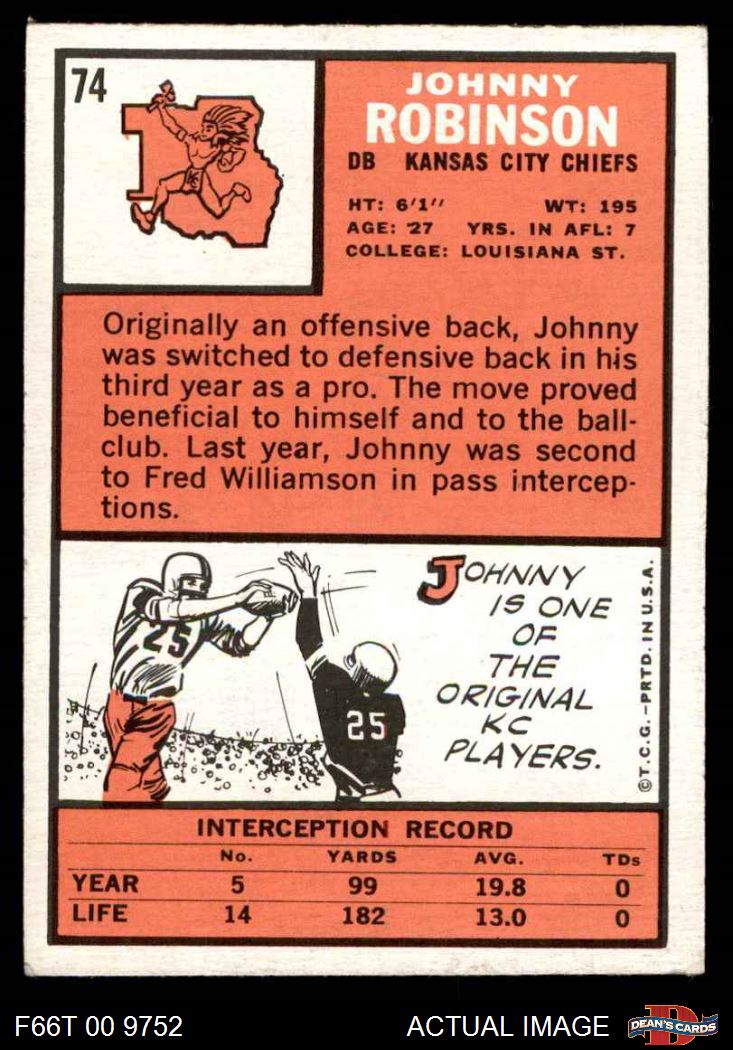 74
JOHNNY
ROBINSON
DB KANSAS CITY CHIEFS
HT: 6'1" WT: 195
AGE: 27 YRS. IN AFL: 7
COLLEGE: LOUISIANA ST.
KC
Originally an offensive back, Johnny
was switched to defensive back in his
third year as a pro. The move proved
beneficial to himself and to the ball-
club. Last year, Johnny was second
to Fred Williamson in pass intercep-
tions.
25
25
JOHNNY
IS ONE
OF
THE
ORIGINAL
KC
PLAYERS.
© T.C.G.—PRTD. IN U.S.A.
INTERCEPTION RECORD
No. YARDS AVG. TDs
YEAR 5 99 19.8 0
LIFE 14 182 13.0 0
F66T 00 9752 ACTUAL IMAGE
DEAN'S CARDS